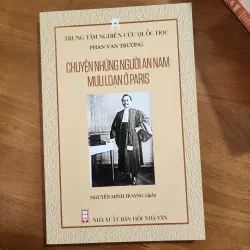 TRUNG TÂM NGHIÊN CỨU QUỐC HỌC
PHAN VĂN TRƯỜNG
CHUYỆN NHỮNG NGƯỜI AN NAM
MƯU LOẠN Ở PARIS
NGUYỄN MINH HOÀNG (dịch)
NHÀ XUẤT BẢN HỘI NHÀ VĂN